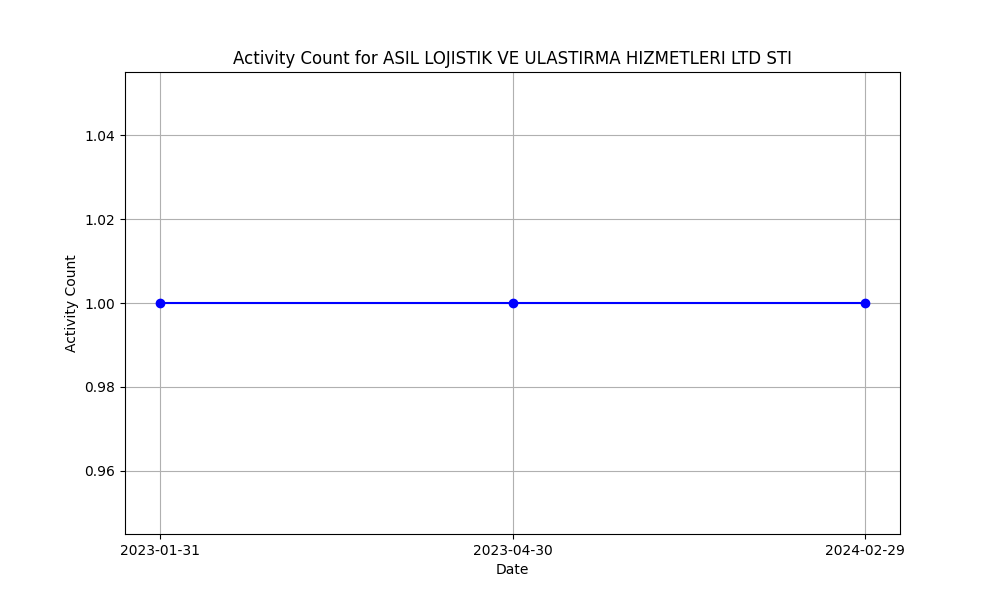 Activity Count for ASIL LOJISTIK VE ULASTIRMA HIZMETLERI LTD STI
1.04
1.02
1.00
0.98
0.96
Activity Count
2023-01-31 2023-04-30 2024-02-29
Date